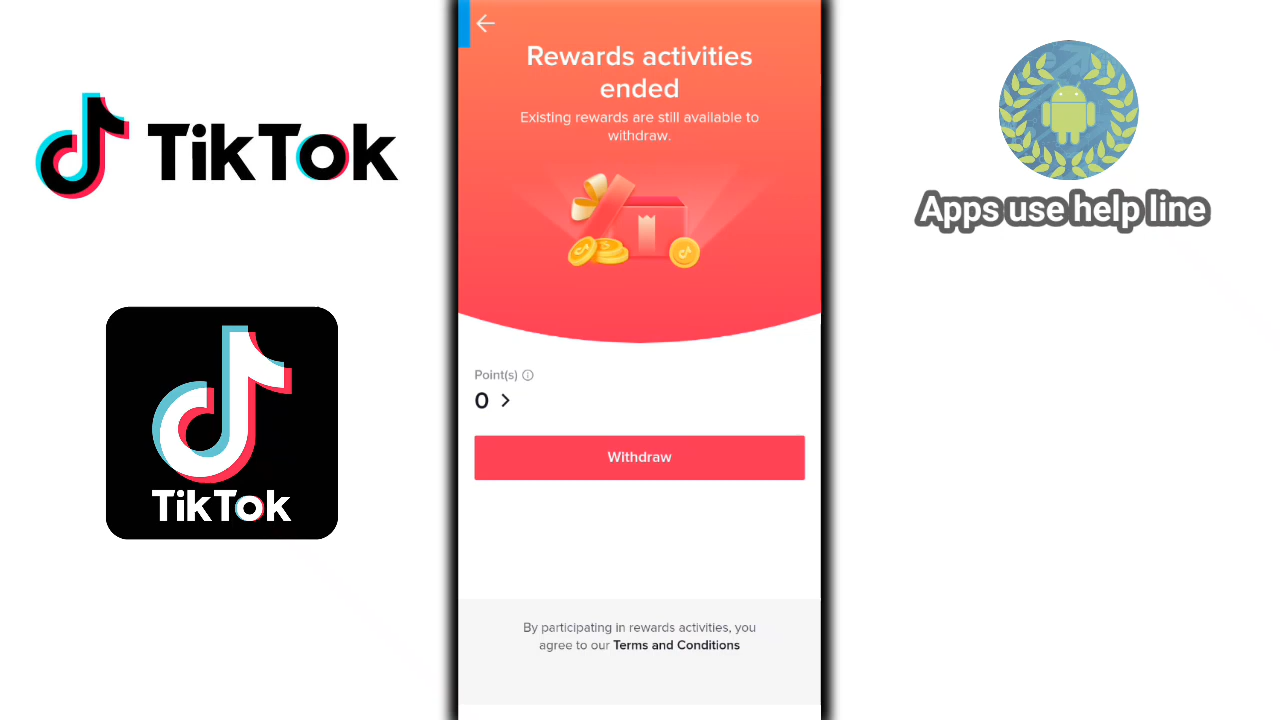 TikTok
TikTok
Rewards activities
ended
Existing rewards are still available to
withdraw.
Point(s)
0
Withdraw
By participating in rewards activities, you
agree to our Terms and Conditions
Apps use help line